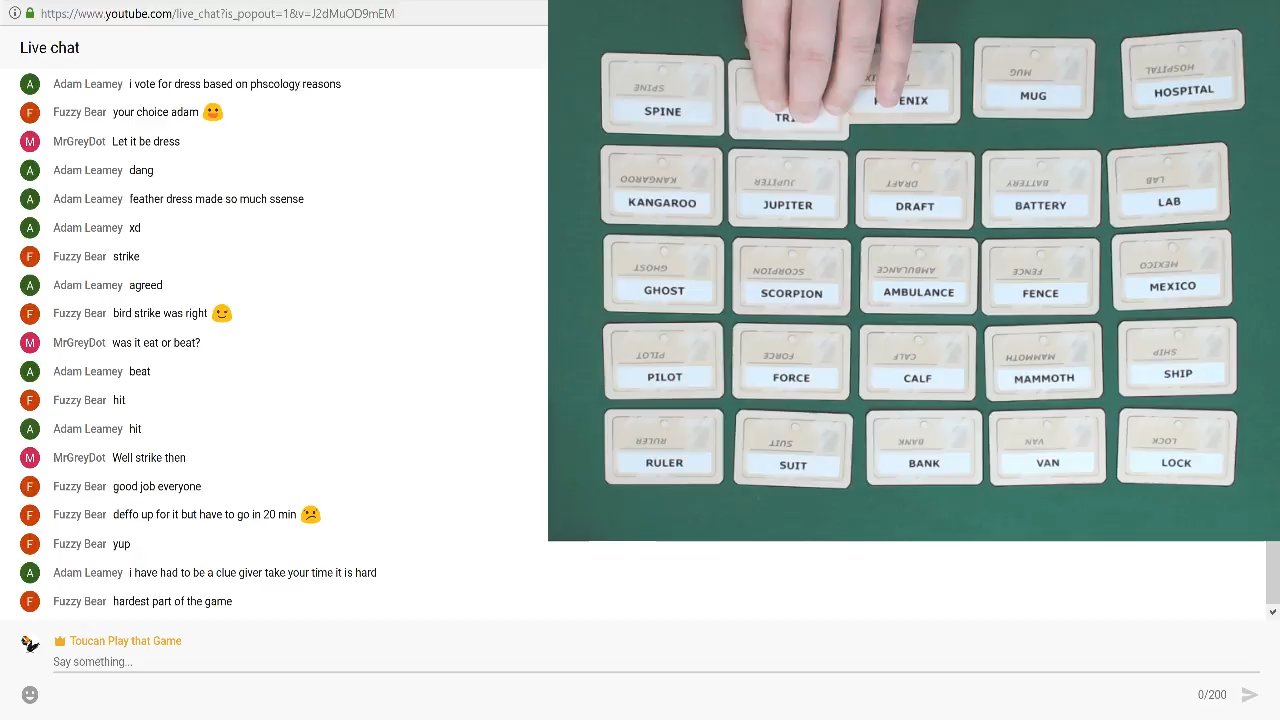 https://www.youtube.com/live_chat?is_popout=1&v=J2dMuOD9mEM
Live chat
Adam Leamey i vote for dress based on phscology reasons
Fuzzy Bear your choice adam
MrGreyDot Let it be dress
Adam Leamey dang
Adam Leamey feather dress made so much ssense
Adam Leamey xd
Fuzzy Bear strike
Adam Leamey agreed
Fuzzy Bear bird strike was right
MrGreyDot was it eat or beat?
Adam Leamey beat
Fuzzy Bear hit
Adam Leamey hit
MrGreyDot Well strike then
Fuzzy Bear good job everyone
Fuzzy Bear deffo up for it but have to go in 20 min
Fuzzy Bear yup
Adam Leamey i have had to be a clue giver take your time it is hard
Fuzzy Bear hardest part of the game
Toucan Play that Game
Say something...
0/200
SPINE MUG HOSPITAL
SPINE MUG HOSPITAL
KANGAROO JUPITER DRAFT BATTERY LAB
KANGAROO JUPITER DRAFT BATTERY LAB
GHOST SCORPION AMBULANCE FENCE MEXICO
GHOST SCORPION AMBULANCE FENCE MEXICO
PILOT FORCE CALF MAMMOTH SHIP
PILOT FORCE CALF MAMMOTH SHIP
RULER SUIT BANK VAN LOCK
RULER SUIT BANK VAN LOCK